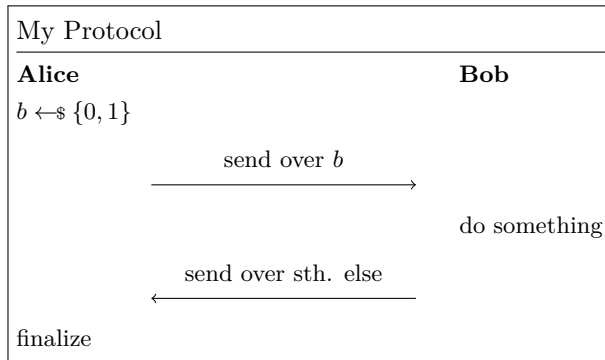 My Protocol
Alice Bob
b ←$ {0, 1}
send over b
do something
send over sth. else
finalize